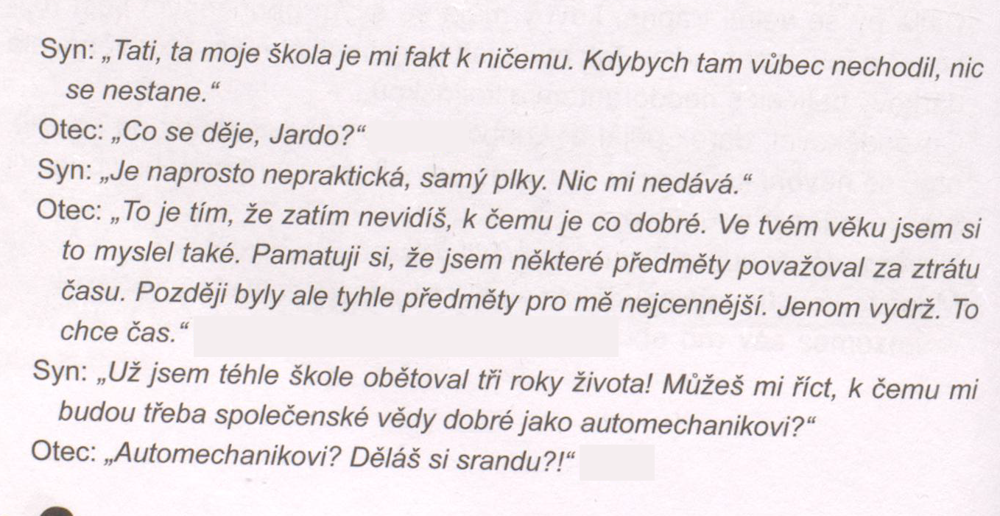 Syn: „Tati, ta moje škola je mi fakt k ničemu. Kdybych tam vůbec nechodil, nic
se nestane.“
Otec: „Co se děje, Jardo?“
Syn: „Je naprosto nepraktická, samý plky. Nic mi nedává.“
Otec: „To je tím, že zatím nevidíš, k čemu je co dobré. Ve tvém věku jsem si
to myslel také. Pamatuji si, že jsem některé předměty považoval za ztrátu
času. Později byly ale tyhle předměty pro mě nejcennější. Jenom vydrž. To
chce čas.“
Syn: „Už jsem téhle škole obětoval tři roky života! Můžeš mi říct, k čemu mi
budou třeba společenské vědy dobré jako automechanikovi?“
Otec: „Automechanikovi? Děláš si srandu?!“